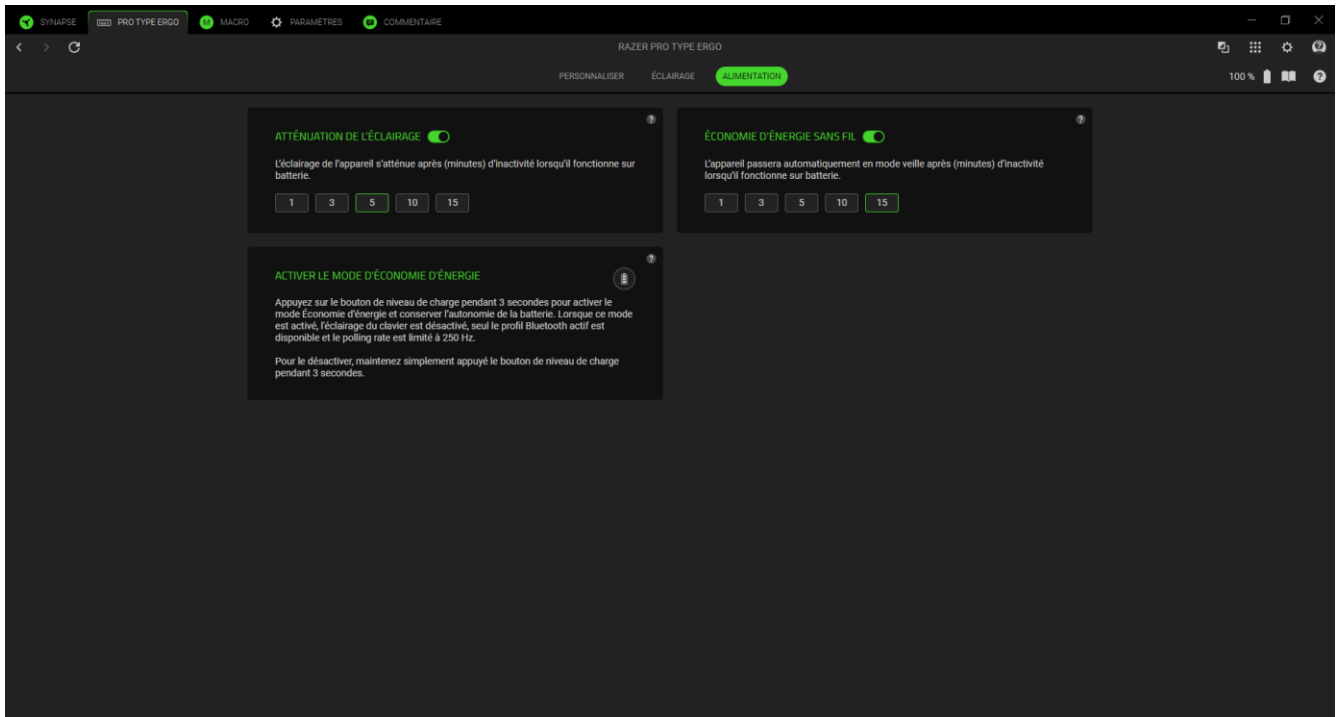 SYNAPSE
PRO TYPE ERGO
MACRO
PARAMÈTRES
COMMENTAIRE
RAZER PRO TYPE ERGO
PERSONNALISER
ÉCLAIRAGE
ALIMENTATION
100 %
ATTÉNUATION DE L'ÉCLAIRAGE
L'éclairage de l'appareil s'atténue après (minutes) d'inactivité lorsqu'il fonctionne sur
batterie.
1 3 5 10 15
ÉCONOMIE D'ÉNERGIE SANS FIL
L'appareil passera automatiquement en mode veille après (minutes) d'inactivité
lorsqu'il fonctionne sur batterie.
1 3 5 10 15
ACTIVER LE MODE D'ÉCONOMIE D'ÉNERGIE
Appuyez sur le bouton de niveau de charge pendant 3 secondes pour activer le
mode Économie d'énergie et conserver l'autonomie de la batterie. Lorsque ce mode
est activé, l'éclairage du clavier est désactivé, seul le profil Bluetooth actif est
disponible et le polling rate est limité à 250 Hz.
Pour le désactiver, maintenez simplement appuyé le bouton de niveau de charge
pendant 3 secondes.